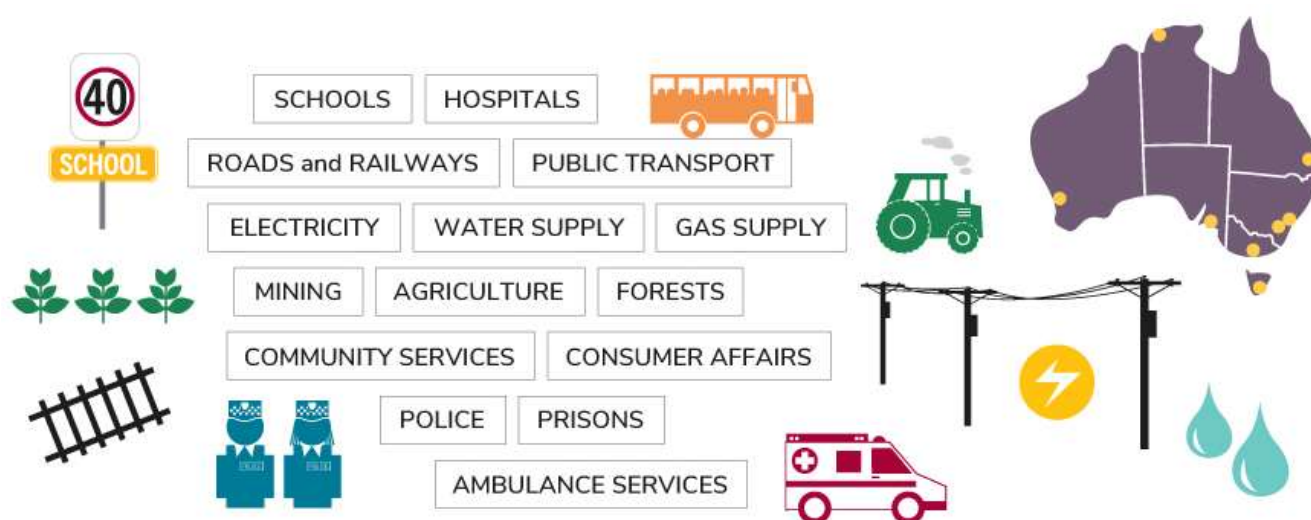 40
SCHOOL
SCHOOLS
HOSPITALS
ROADS and RAILWAYS
PUBLIC TRANSPORT
ELECTRICITY
WATER SUPPLY
GAS SUPPLY
MINING
AGRICULTURE
FORESTS
COMMUNITY SERVICES
CONSUMER AFFAIRS
POLICE
PRISONS
AMBULANCE SERVICES